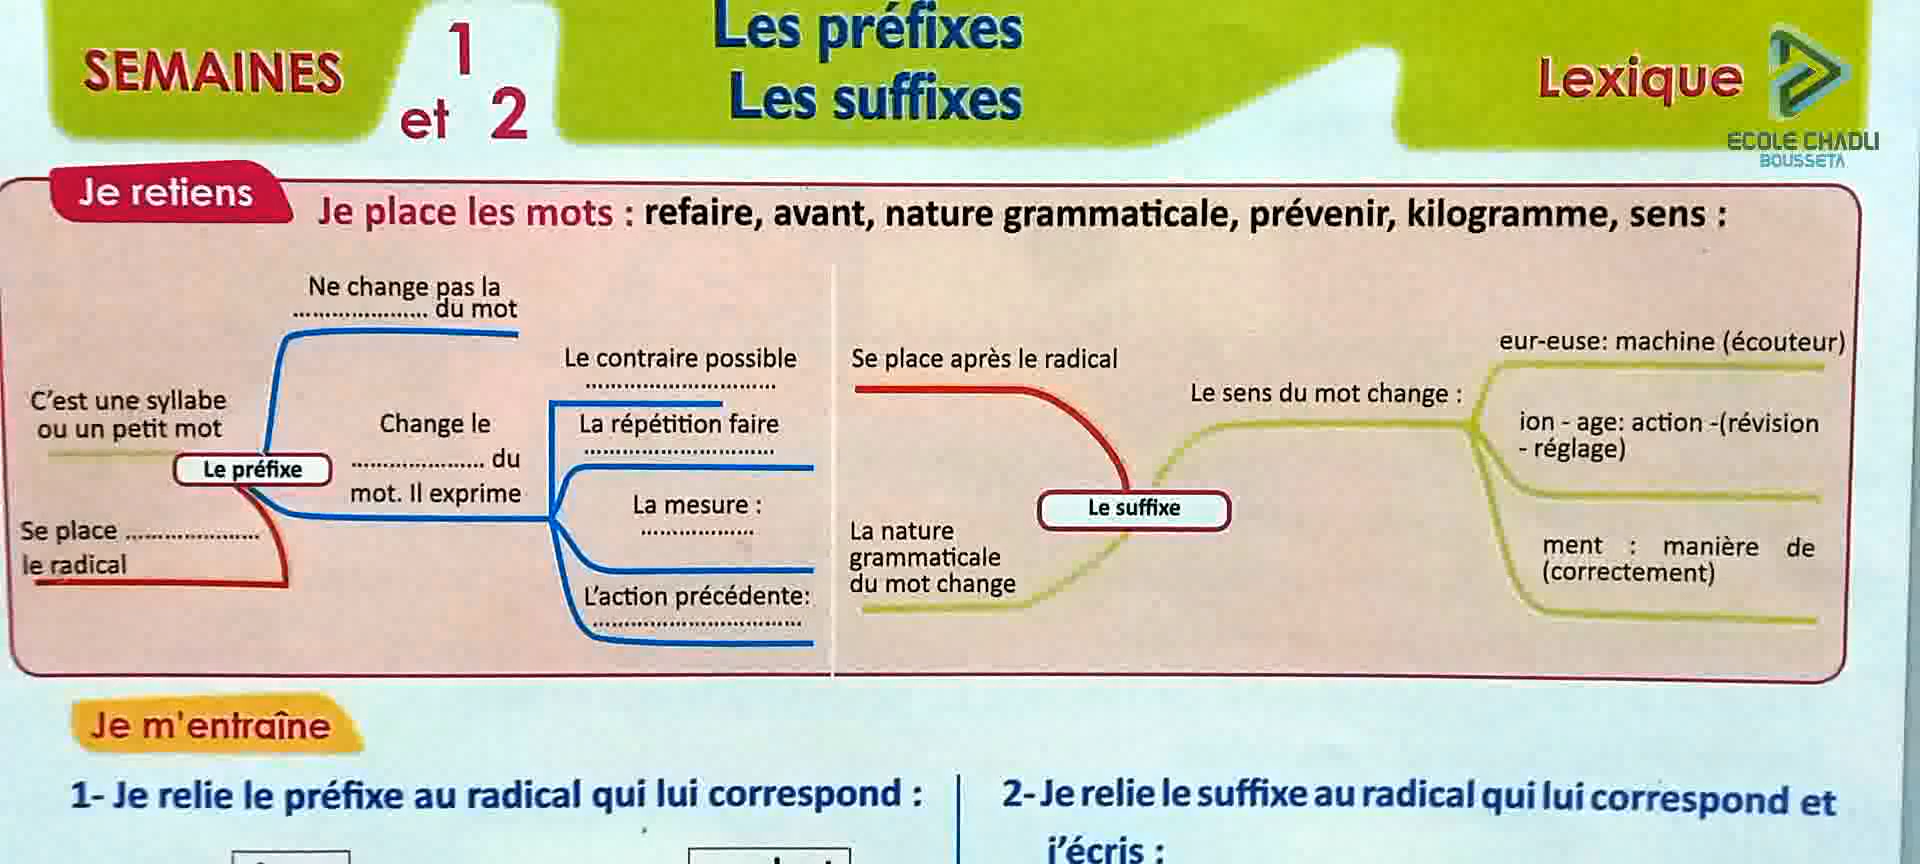 SEMAINES 1
et 2
Les préfixes
Les suffixes
Lexique
ECOLE CHADLI
BOUSSETA
Je retiens
Je place les mots : refaire, avant, nature grammaticale, prévenir, kilogramme, sens :
Ne change pas la
..................... du mot
C'est une syllabe
ou un petit mot
Le préfixe
Se place .....................
le radical
Change le
..................... du
mot. Il exprime
Le contraire possible
.............................
La répétition faire
.............................
La mesure :
.................
L'action précédente:
................................
Se place après le radical
Le suffixe
La nature
grammaticale
du mot change
Le sens du mot change :
eur-euse: machine (écouteur)
ion - age: action -(révision
- réglage)
ment : manière de
(correctement)
Je m'entraîne
1- Je relie le préfixe au radical qui lui correspond :
2- Je relie le suffixe au radical qui lui correspond et
j'écris :